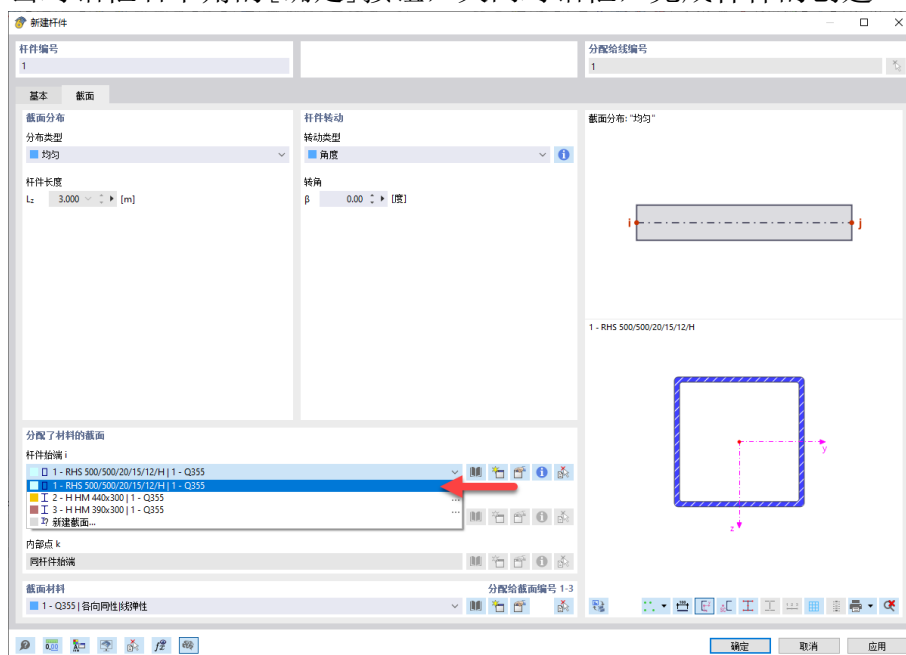 新建杆件
杆件编号
分配给线编号
1
1
基本 截面
截面分布
杆件转动
截面分布: "均匀"
分布类型
转动类型
均匀
角度
杆件长度
转角
Lz 3.000 [m]
β 0.00 [度]
i j
1 - RHS 500/500/20/15/12/H
y
z
分配了材料的截面
杆件始端 i
1 - RHS 500/500/20/15/12/H | 1 - Q355
1 - RHS 500/500/20/15/12/H | 1 - Q355
2 - H HM 440x300 | 1 - Q355
3 - H HM 390x300 | 1 - Q355
新建截面...
内部点 k
同杆件始端
截面材料
分配给截面编号 1-3
1 - Q355 | 各向同性|线弹性
确定 取消 应用